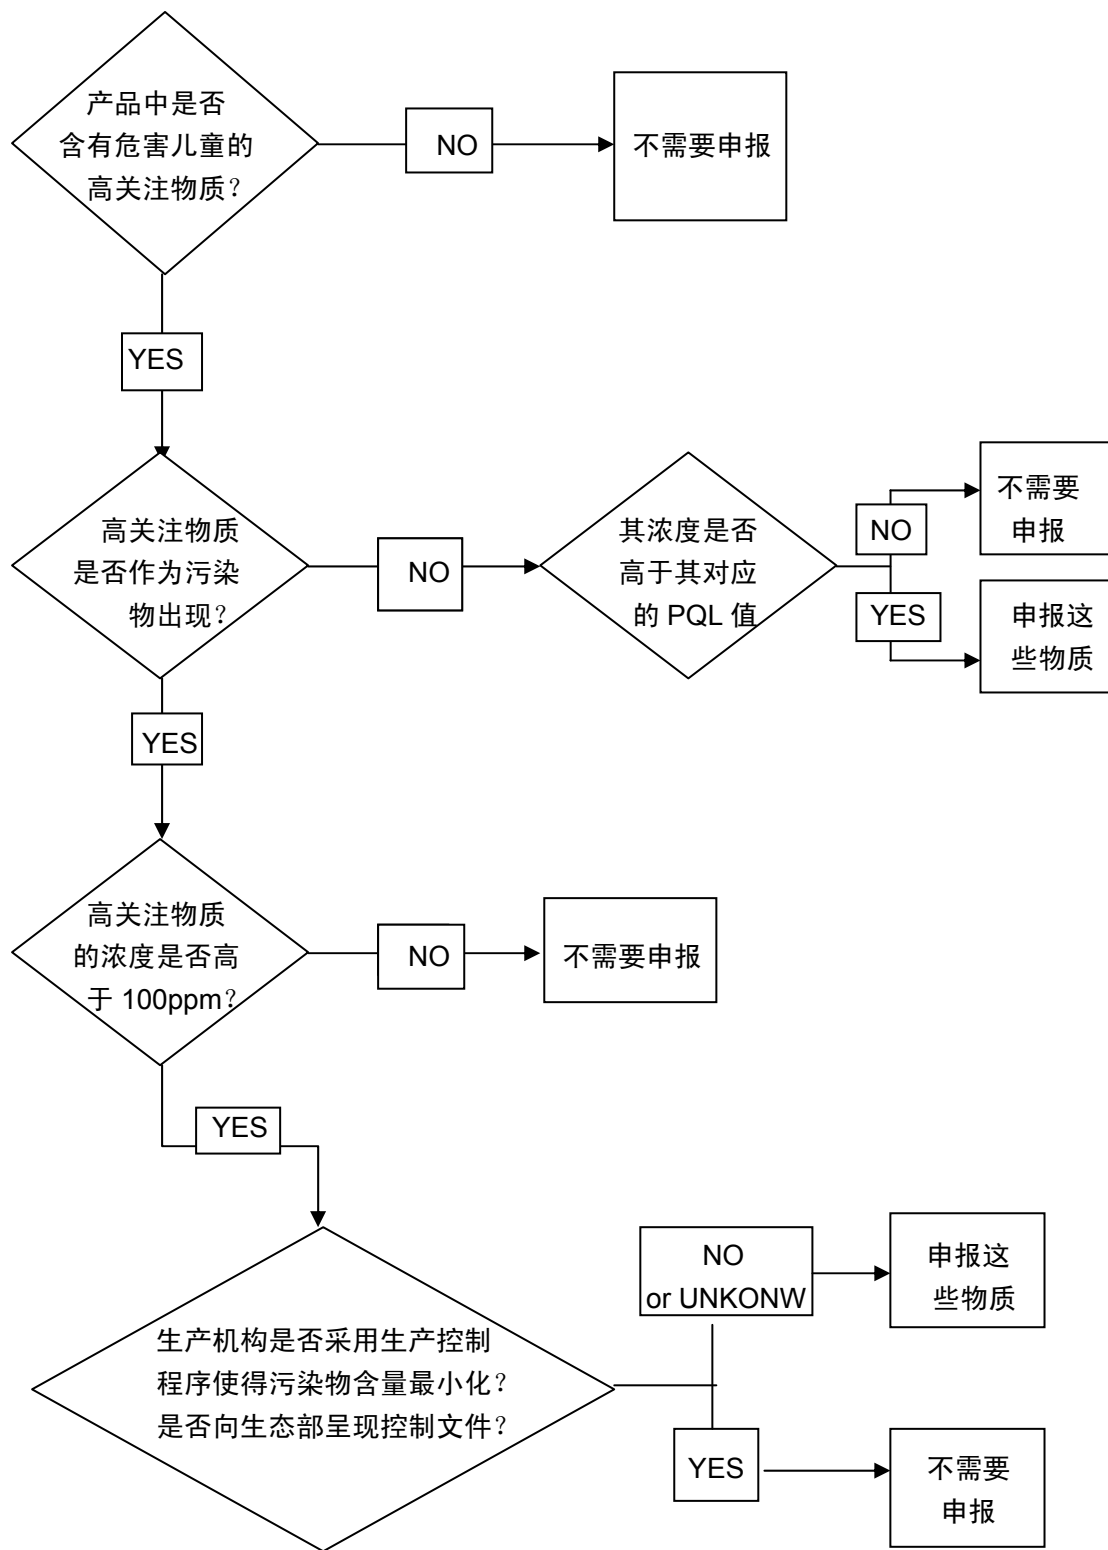 产品中是否
含有危害儿童的
高关注物质？
NO
不需要申报
YES
高关注物质
是否作为污染
物出现？
NO
其浓度是否
高于其对应
的 PQL 值
NO
不需要
申报
YES
申报这
些物质
YES
高关注物质
的浓度是否高
于 100ppm？
NO
不需要申报
YES
生产机构是否采用生产控制
程序使得污染物含量最小化？
是否向生态部呈现控制文件？
NO
or UNKONW
申报这
些物质
YES
不需要
申报